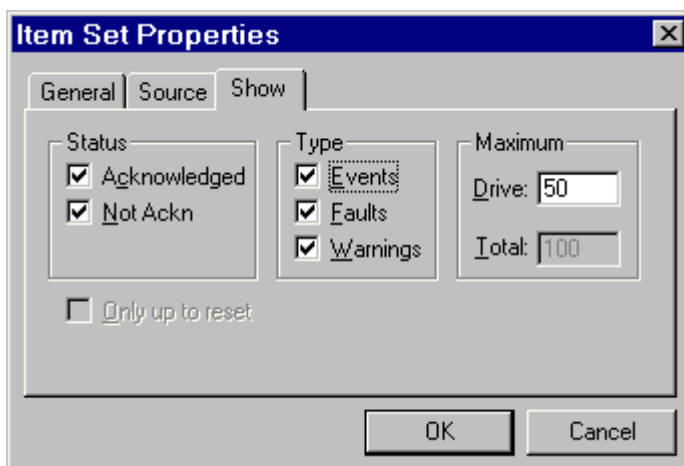 Item Set Properties
General Source Show
Status
Acknowledged
Not Ackn
Type
Events
Faults
Warnings
Maximum
Drive: 50
Total: 100
Only up to reset
OK Cancel